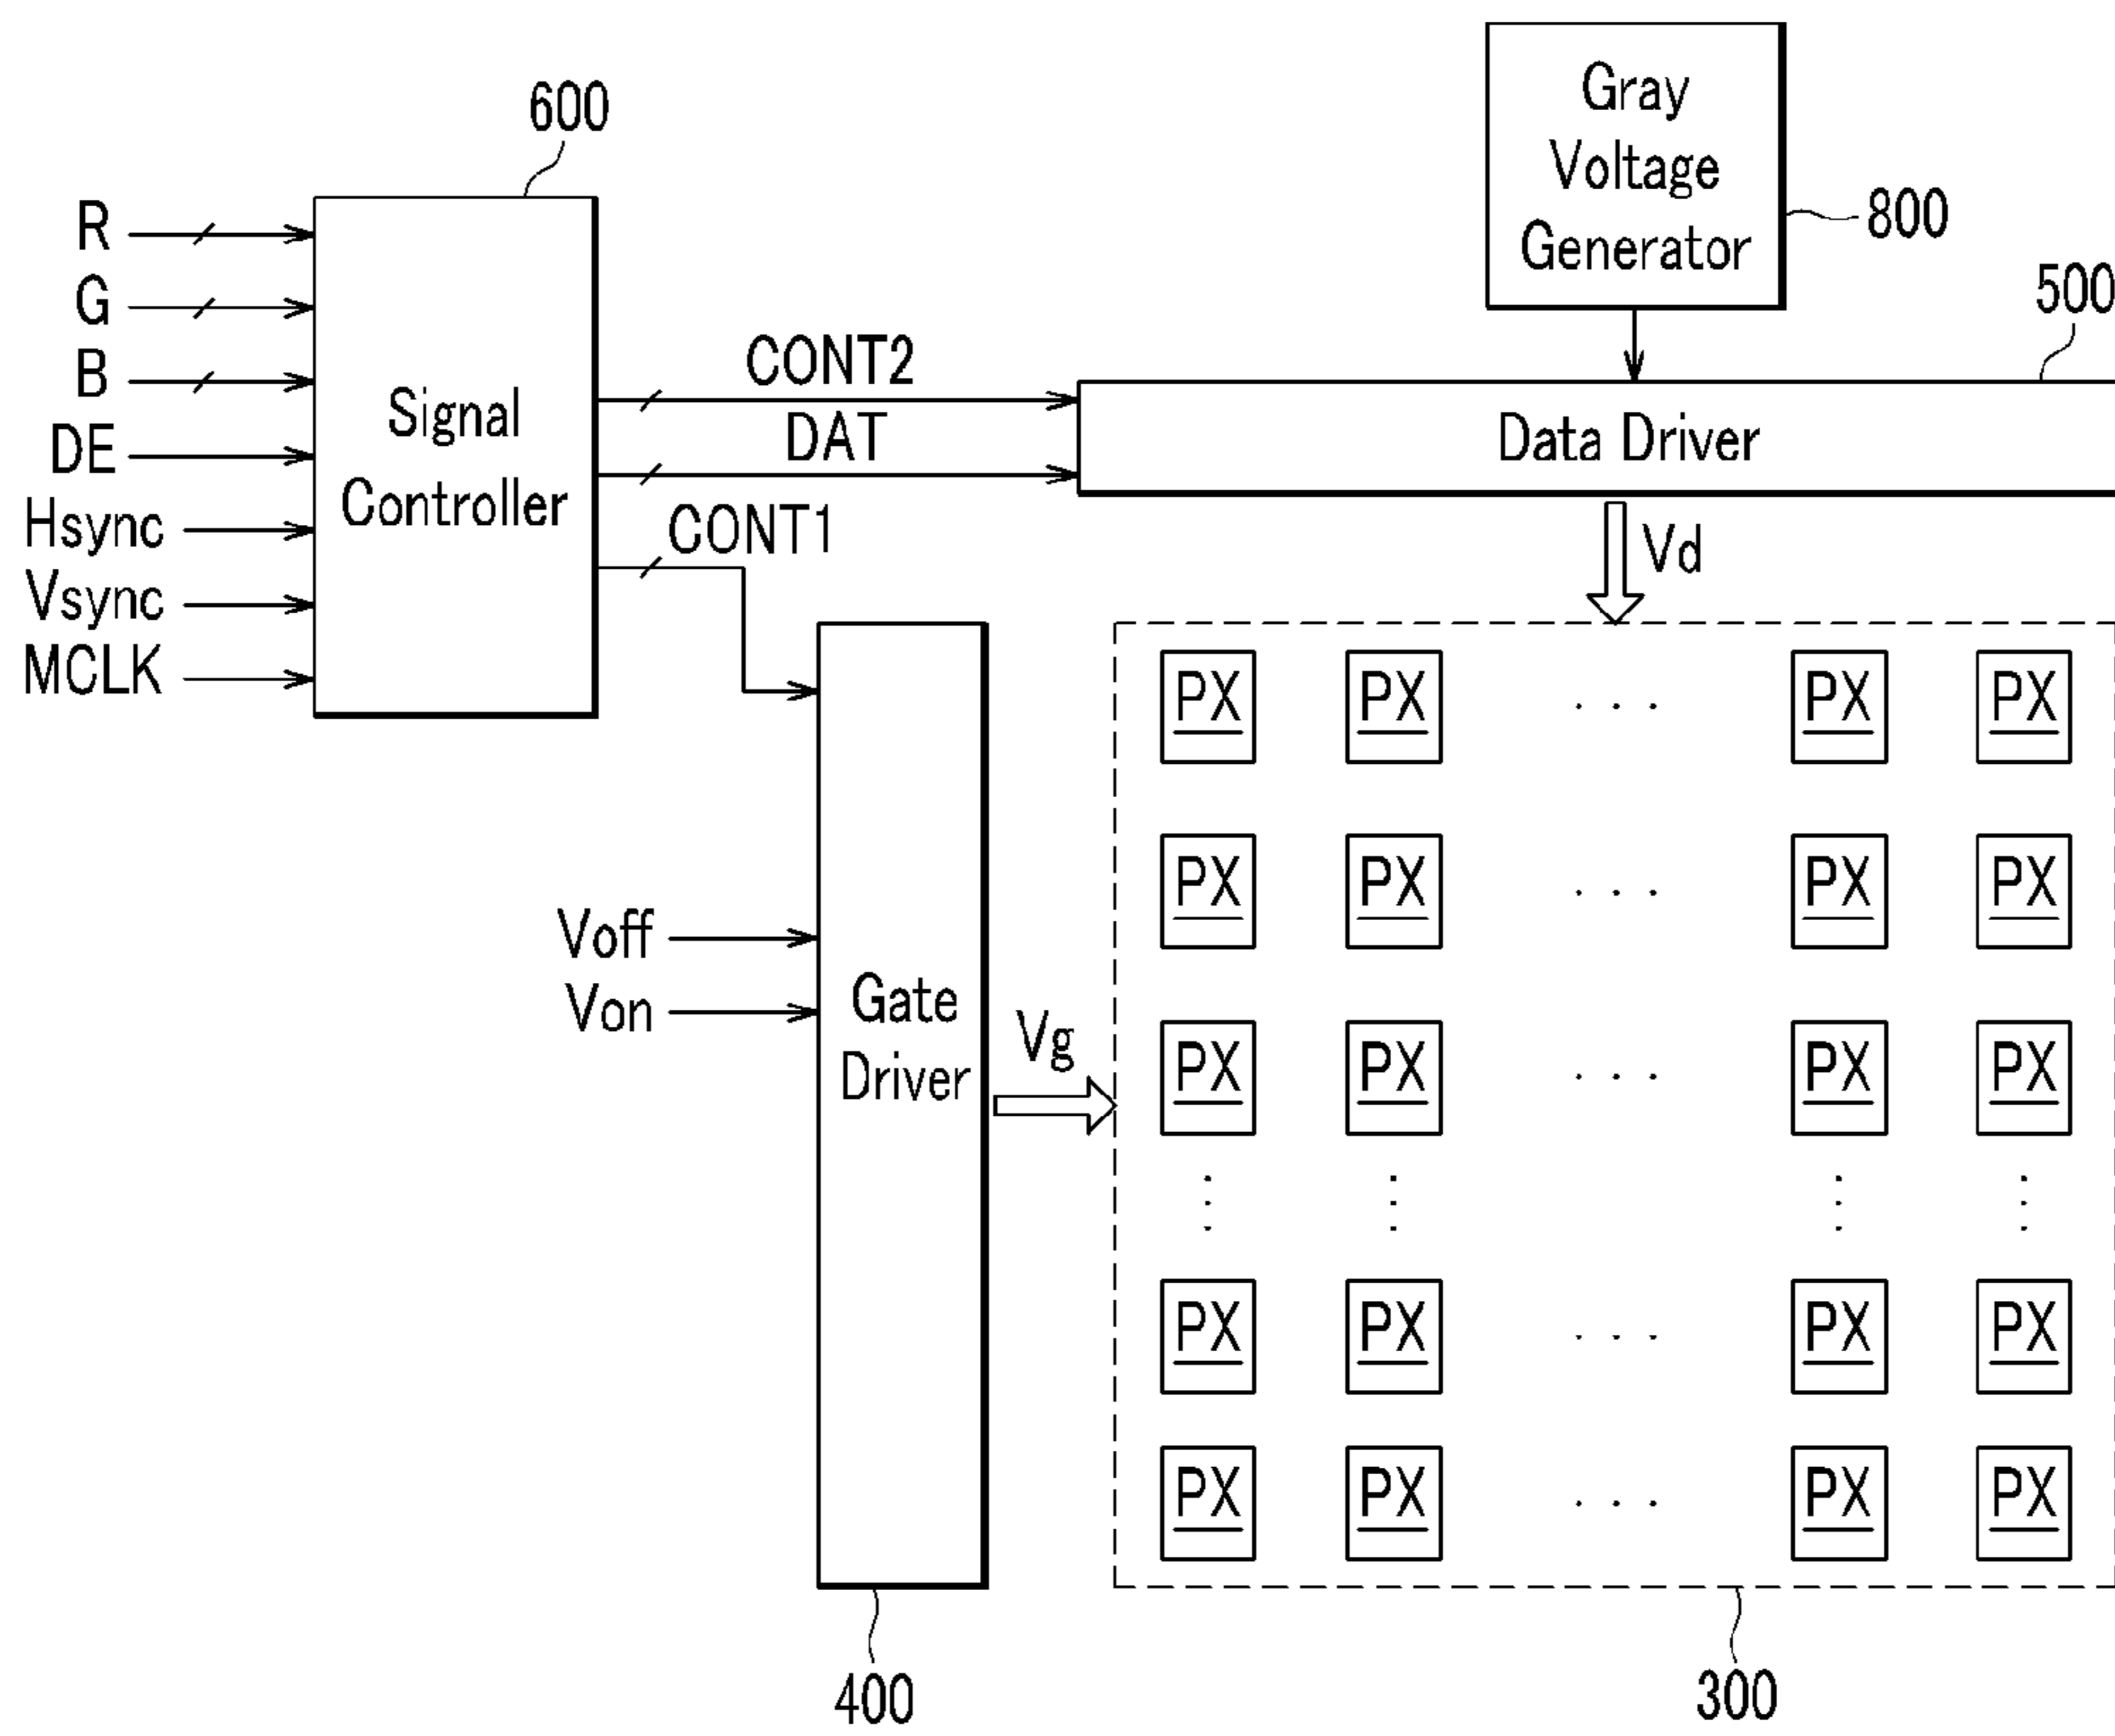 600
R
G
B
DE
Hsync
Vsync
MCLK
Signal
Controller
CONT2
DAT
CONT1
Gray
Voltage
Generator
800
500
Data Driver
Vd
Voff
Von
Gate
Driver
Vg
PX PX . . . PX PX
PX PX . . . PX PX
PX PX . . . PX PX
PX PX . . . PX PX
PX PX . . . PX PX
400
300